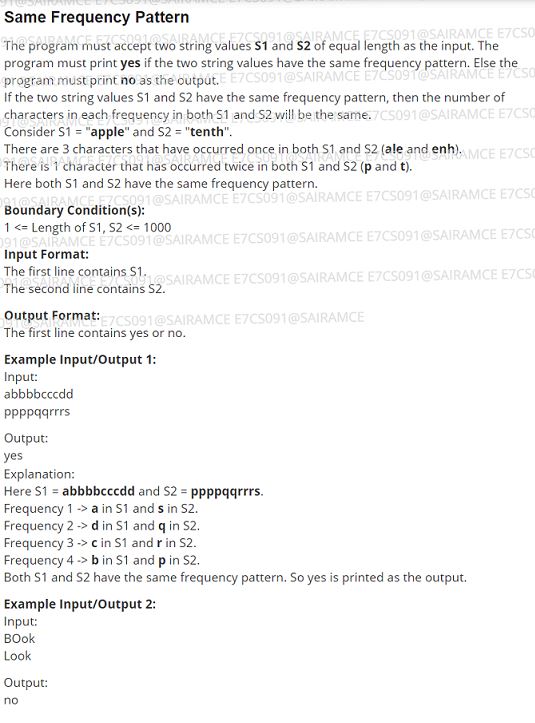 Same Frequency Pattern
The program must accept two string values S1 and S2 of equal length as the input. The
program must print yes if the two string values have the same frequency pattern. Else the
program must print no as the output.
If the two string values S1 and S2 have the same frequency pattern, then the number of
characters in each frequency in both S1 and S2 will be the same.
Consider S1 = "apple" and S2 = "tenth".
There are 3 characters that have occurred once in both S1 and S2 (ale and enh).
There is 1 character that has occurred twice in both S1 and S2 (p and t).
Here both S1 and S2 have the same frequency pattern.
Boundary Condition(s):
1 <= Length of S1, S2 <= 1000
Input Format:
The first line contains S1.
The second line contains S2.
Output Format:
The first line contains yes or no.
E7CS091@SAIRAMCE E7CS091@SAIRAMCE
Example Input/Output 1:
Input:
abbbbcccdd
ppppqqrrrs
Output:
yes
Explanation:
Here S1 = abbbbcccdd and S2 = ppppqqrrrs.
Frequency 1 -> a in S1 and s in S2.
Frequency 2 -> d in S1 and q in S2.
Frequency 3 -> c in S1 and r in S2.
Frequency 4 -> b in S1 and p in S2.
Both S1 and S2 have the same frequency pattern. So yes is printed as the output.
Example Input/Output 2:
Input:
BOok
Look
Output:
no